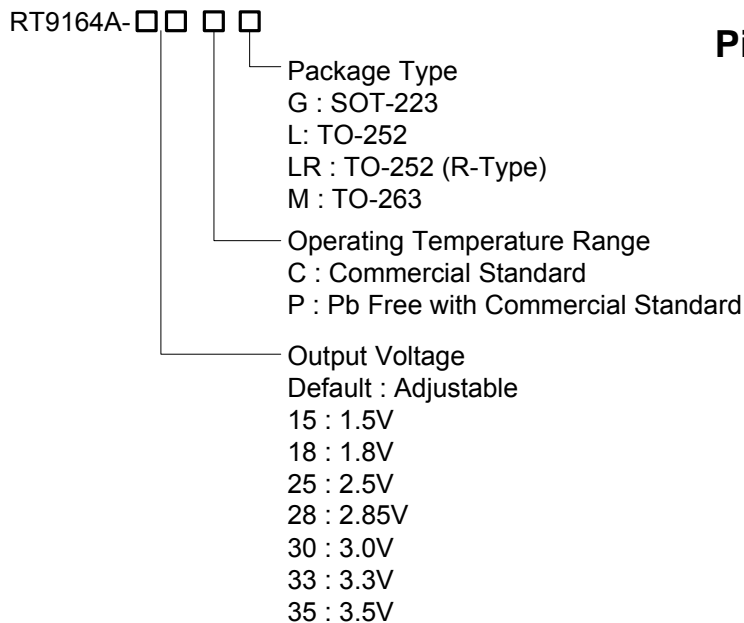 RT9164A-
Pi
Package Type
G : SOT-223
L: TO-252
LR : TO-252 (R-Type)
M : TO-263
Operating Temperature Range
C : Commercial Standard
P : Pb Free with Commercial Standard
Output Voltage
Default : Adjustable
15 : 1.5V
18 : 1.8V
25 : 2.5V
28 : 2.85V
30 : 3.0V
33 : 3.3V
35 : 3.5V